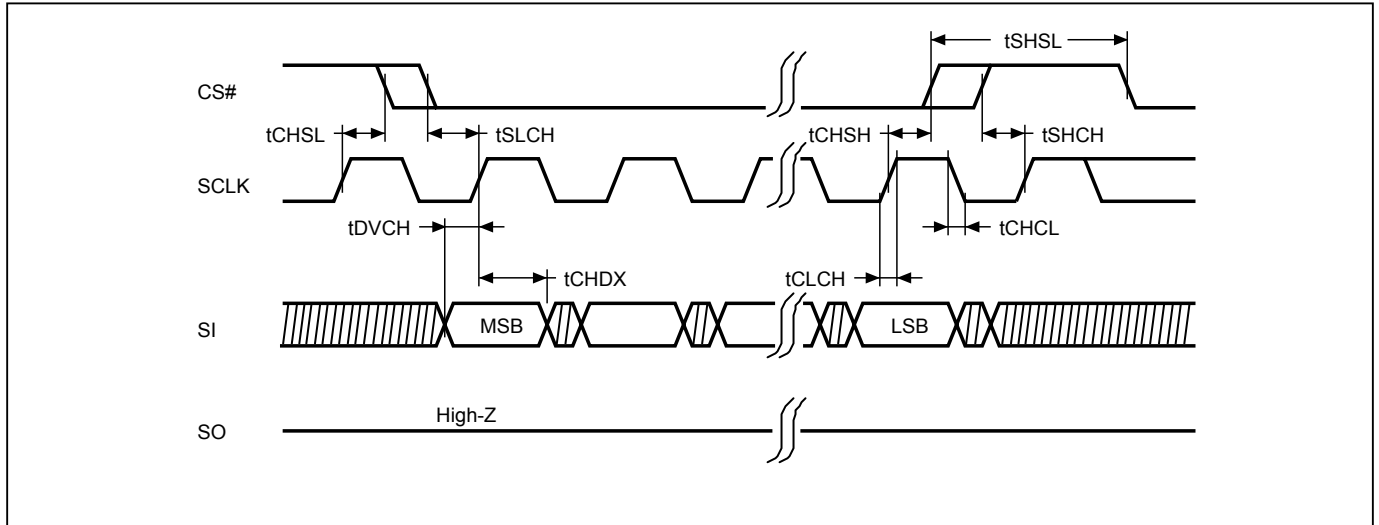 tSHSL
CS#
tCHSL
tSLCH
tCHSH
tSHCH
SCLK
tDVCH
tCHCL
tCHDX
tCLCH
SI
MSB
LSB
High-Z
SO